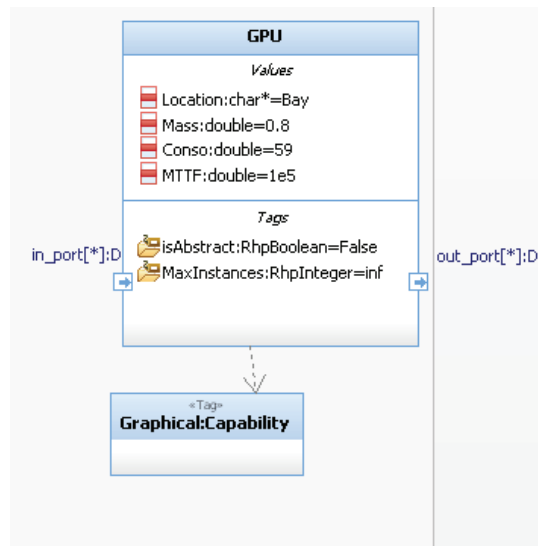 GPU
Values
Location:char*=Bay
Mass:double=0.8
Conso:double=59
MTTF:double=1e5
Tags
isAbstract:RhpBoolean=False
MaxInstances:RhpInteger=inf
in_port[*]:D
out_port[*]:D
«Tag»
Graphical:Capability